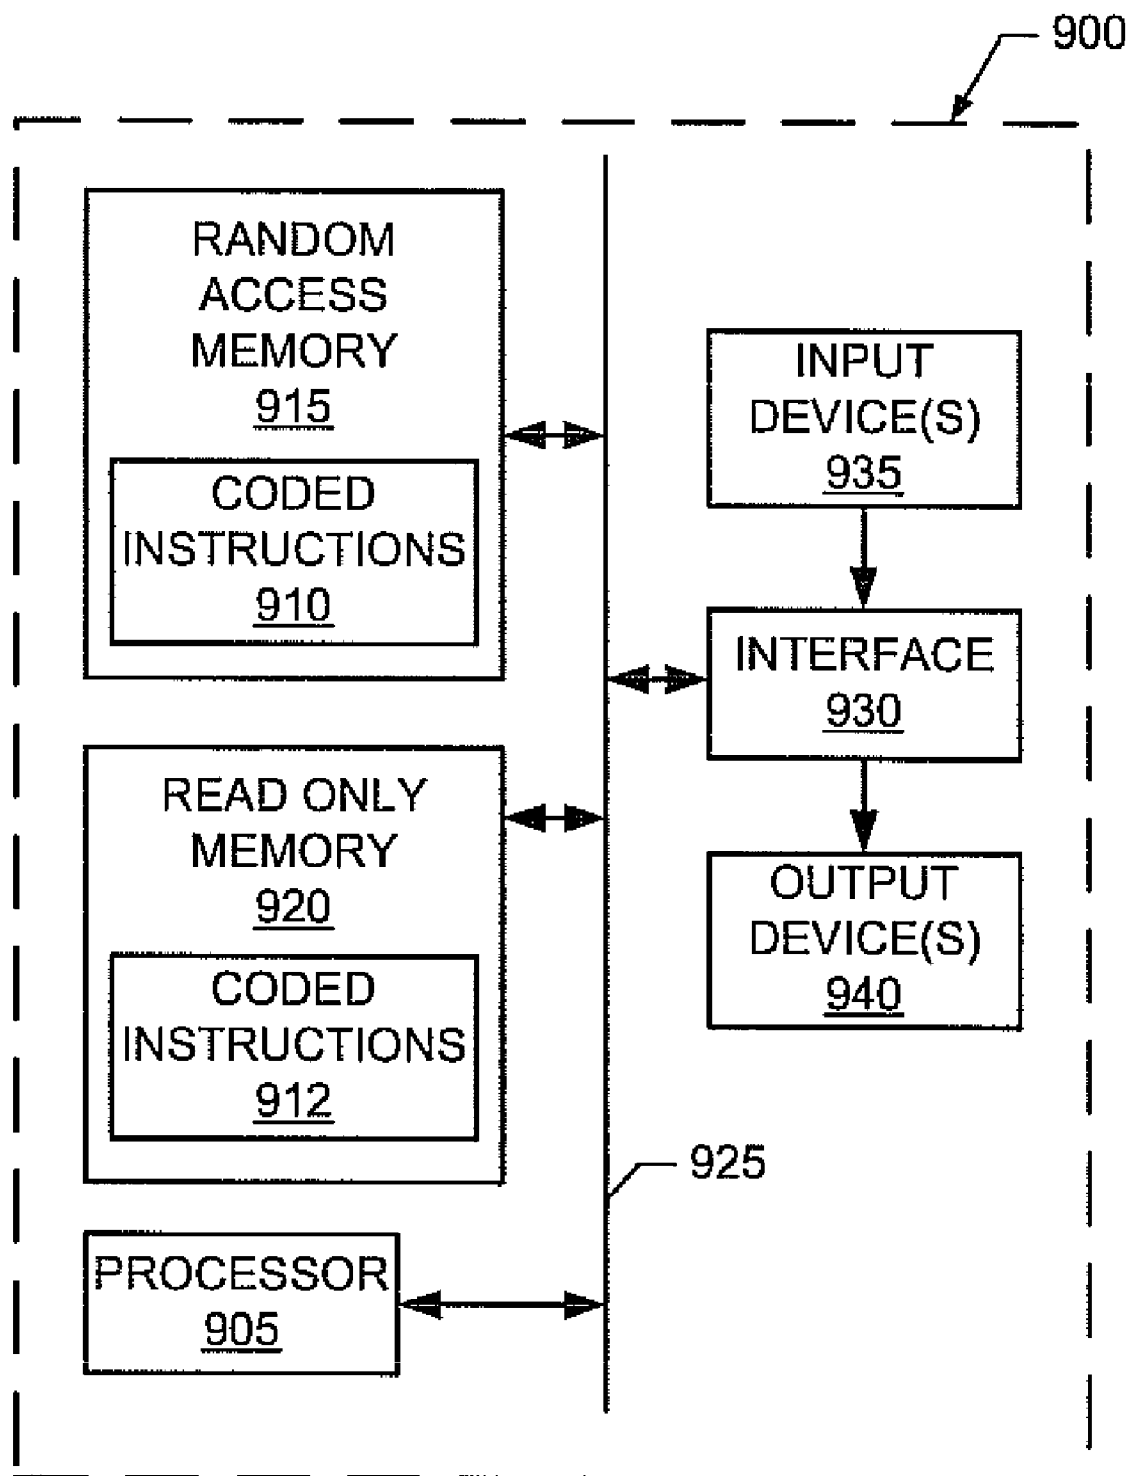 900
RANDOM
ACCESS
MEMORY
915
CODED
INSTRUCTIONS
910
READ ONLY
MEMORY
920
CODED
INSTRUCTIONS
912
PROCESSOR
905
925
INPUT
DEVICE(S)
935
INTERFACE
930
OUTPUT
DEVICE(S)
940